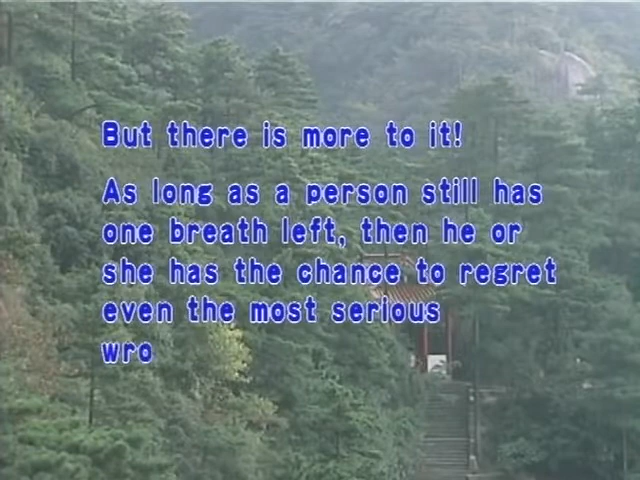 But there is more to it!
As long as a person still has
one breath left, then he or
she has the chance to regret
even the most serious
wro